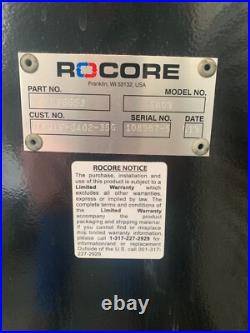 ROCORE
Franklin, WI 53132, USA
PART NO.
MODEL NO.
CUST. NO.
SERIAL NO.
DATE
ROCORE NOTICE
The purchase, installation and
use of this product is subject to a
Limited Warranty which
excludes any other warranties,
express or implied by law. The
complete terms and conditions of
the Limited Warranty
accompany the product
packaging and shipping material.
If you cannot find or misplace
this warranty, call
1-317-227-2929
for information/or replacement.
Outside of the U.S. call 001-317-
227-2929
vintage-carparts.com